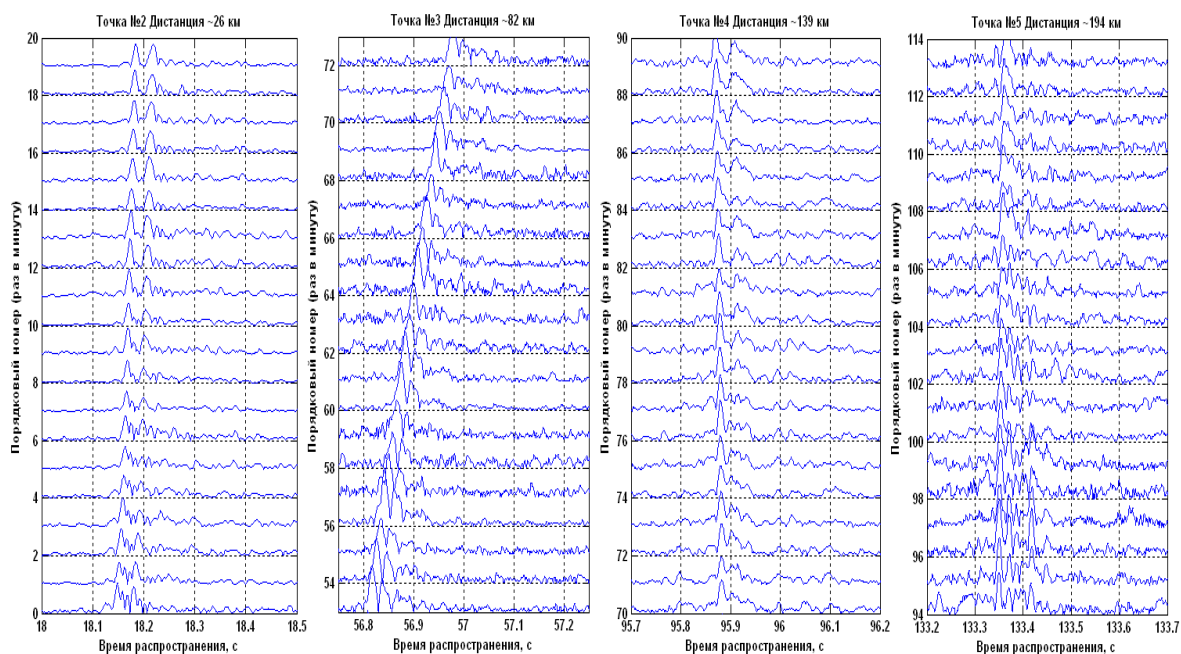 Точка №2 Дистанция ~26 км
Порядковый номер (раз в минуту)
20
18
16
14
12
10
8
6
4
2
0
18 18.1 18.2 18.3 18.4 18.5
Время распространения, с
Точка №3 Дистанция ~82 км
Порядковый номер (раз в минуту)
72
70
68
66
64
62
60
58
56
54
56.8 56.9 57 57.1 57.2
Время распространения, с
Точка №4 Дистанция ~139 км
Порядковый номер (раз в минуту)
90
88
86
84
82
80
78
76
74
72
70
95.7 95.8 95.9 96 96.1 96.2
Время распространения, с
Точка №5 Дистанция ~194 км
Порядковый номер (раз в минуту)
114
112
110
108
106
104
102
100
98
96
94
133.2 133.3 133.4 133.5 133.6 133.7
Время распространения, с